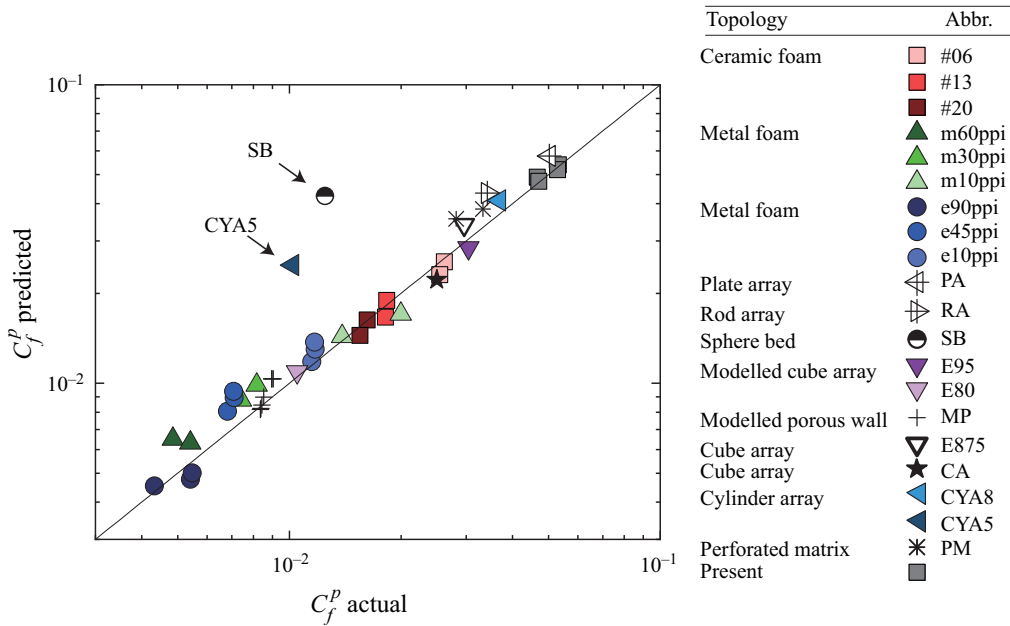 Topology Abbr.
Ceramic foam #06
#13
#20
Metal foam m60ppi
m30ppi
m10ppi
Metal foam e90ppi
e45ppi
e10ppi
Plate array PA
Rod array RA
Sphere bed SB
Modelled cube array E95
E80
Modelled porous wall MP
Cube array E875
Cube array CA
Cylinder array CYA8
CYA5
Perforated matrix PM
Present
10⁻¹
SB
CYA5
C_f^p predicted
10⁻²
10⁻² 10⁻¹
C_f^p actual